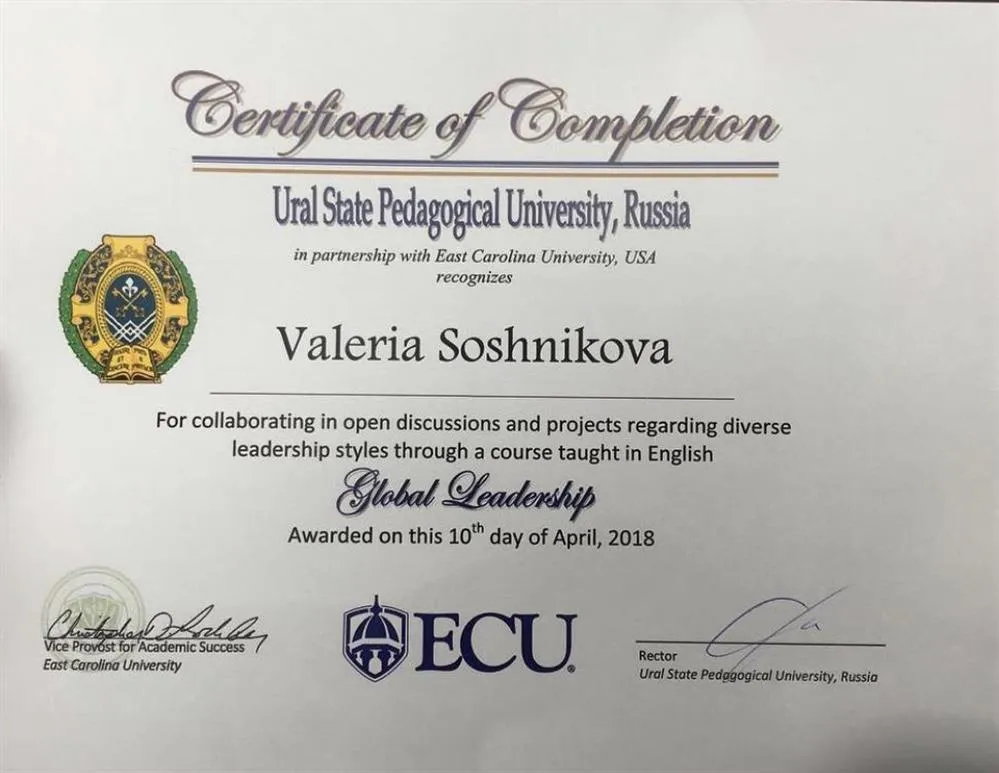 Certificate of Completion
Ural State Pedagogical University, Russia
in partnership with East Carolina University, USA
recognizes
Valeria Soshnikova
For collaborating in open discussions and projects regarding diverse
leadership styles through a course taught in English
Global Leadership
Awarded on this 10th day of April, 2018
Vice Provost for Academic Success
East Carolina University
ECU
Rector
Ural State Pedagogical University, Russia